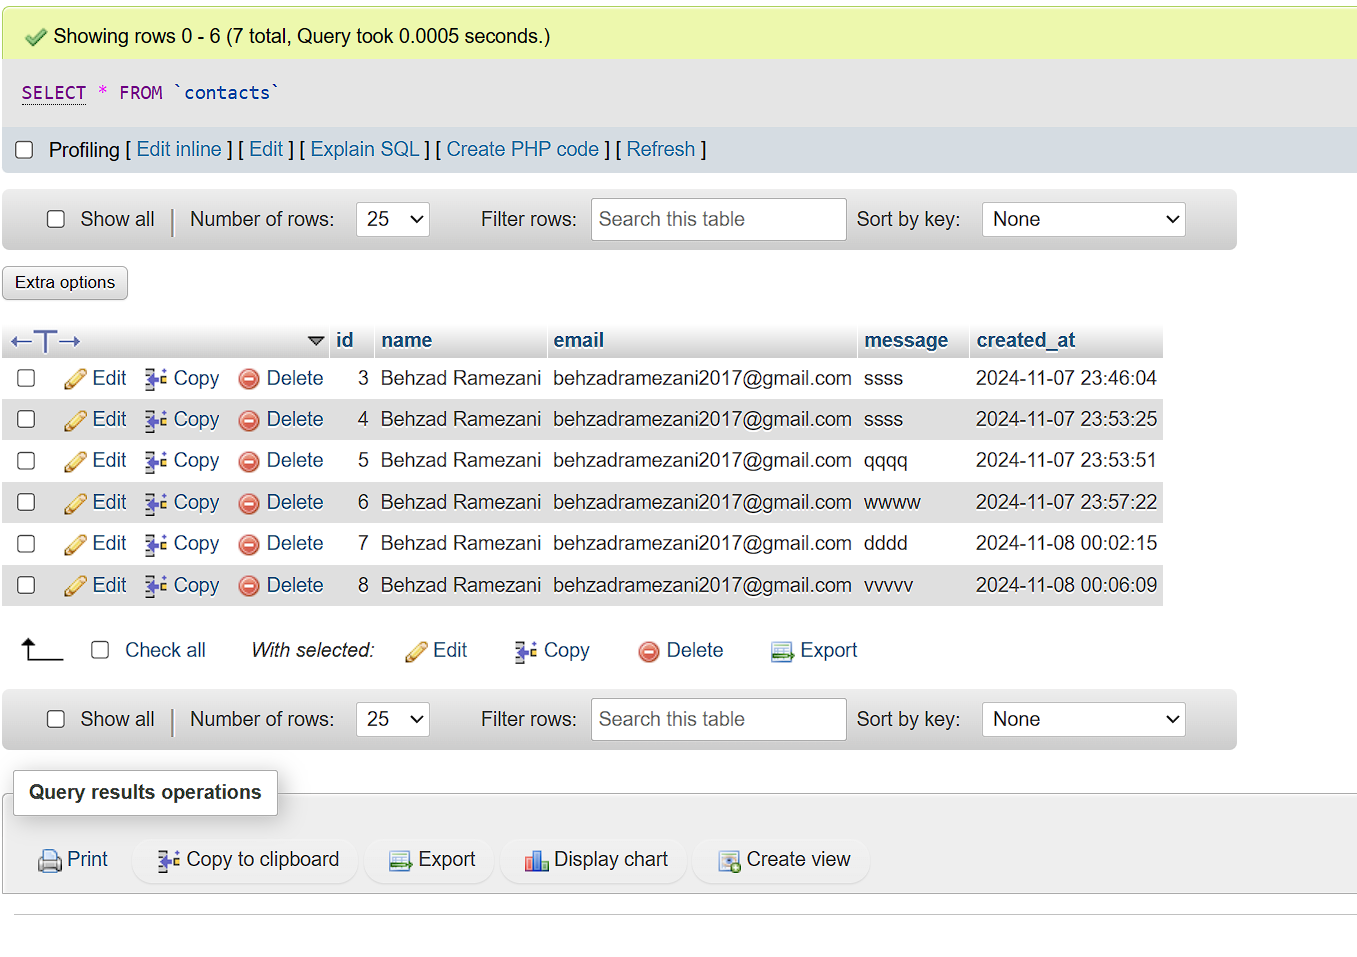 Showing rows 0 - 6 (7 total, Query took 0.0005 seconds.)
SELECT * FROM `contacts`
Profiling [ Edit inline ] [ Edit ] [ Explain SQL ] [ Create PHP code ] [ Refresh ]
Show all Number of rows: 25 Filter rows: Search this table Sort by key: None
Extra options
id name email message created_at
Edit Copy Delete 3 Behzad Ramezani behzadramezani2017@gmail.com ssss 2024-11-07 23:46:04
Edit Copy Delete 4 Behzad Ramezani behzadramezani2017@gmail.com ssss 2024-11-07 23:53:25
Edit Copy Delete 5 Behzad Ramezani behzadramezani2017@gmail.com qqqq 2024-11-07 23:53:51
Edit Copy Delete 6 Behzad Ramezani behzadramezani2017@gmail.com wwww 2024-11-07 23:57:22
Edit Copy Delete 7 Behzad Ramezani behzadramezani2017@gmail.com dddd 2024-11-08 00:02:15
Edit Copy Delete 8 Behzad Ramezani behzadramezani2017@gmail.com vvvvv 2024-11-08 00:06:09
Check all With selected: Edit Copy Delete Export
Show all Number of rows: 25 Filter rows: Search this table Sort by key: None
Query results operations
Print Copy to clipboard Export Display chart Create view